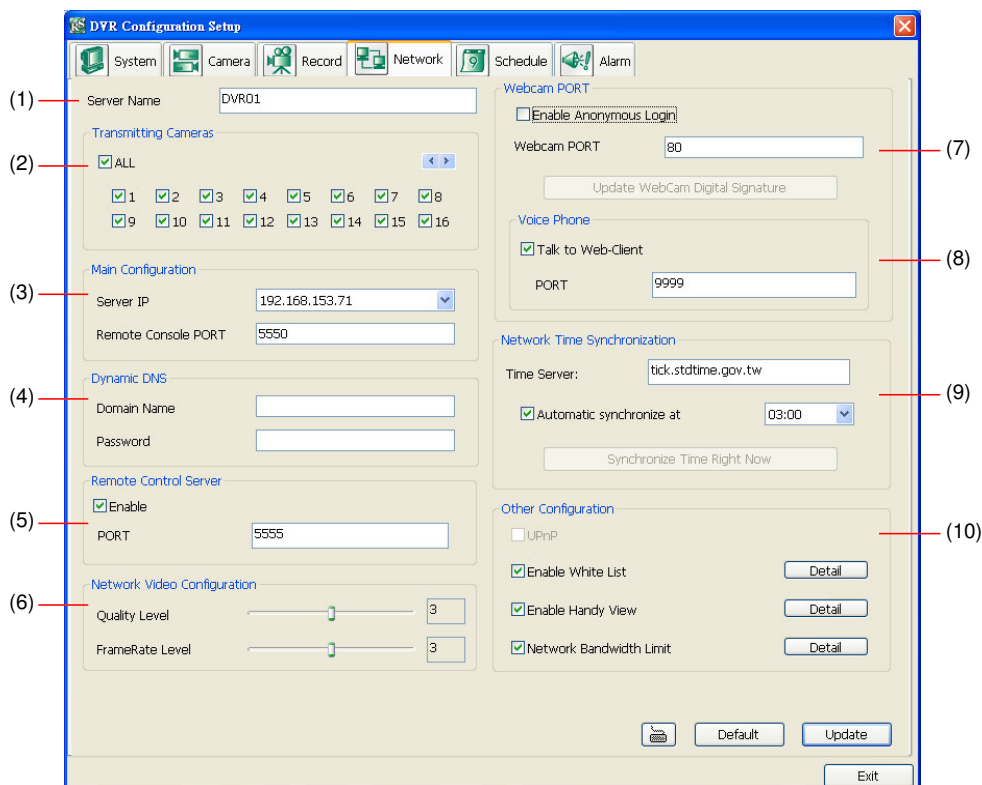 DVR Configuration Setup
System Camera Record Network Schedule Alarm
(1)
Server Name DVR01
Transmitting Cameras
(2)
ALL
1 2 3 4 5 6 7 8
9 10 11 12 13 14 15 16
Main Configuration
(3)
Server IP 192.168.153.71
Remote Console PORT 5550
Dynamic DNS
(4)
Domain Name
Password
Remote Control Server
Enable
(5)
PORT 5555
Network Video Configuration
(6)
Quality Level 3
FrameRate Level 3
Webcam PORT
Enable Anonymous Login
Webcam PORT 80
(7)
Update WebCam Digital Signature
Voice Phone
Talk to Web-Client
(8)
PORT 9999
Network Time Synchronization
Time Server: tick.stdtime.gov.tw
(9)
Automatic synchronize at 03:00
Synchronize Time Right Now
Other Configuration
UPnP
(10)
Enable White List Detail
Enable Handy View Detail
Network Bandwidth Limit Detail
Default Update
Exit